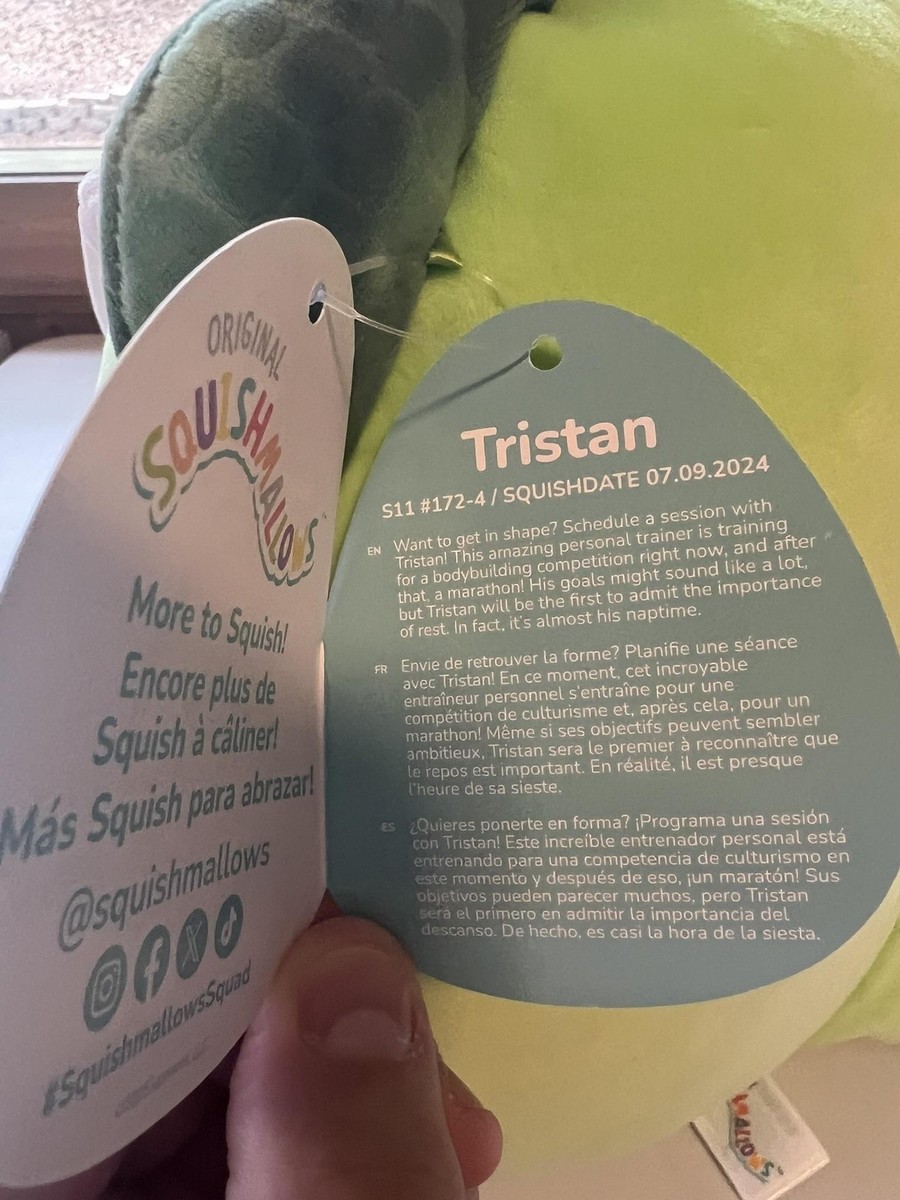 ORIGINAL
SQUISHMALLOWS
More to Squish!
Encore plus de
Squish à câliner!
Más Squish para abrazar!
@squishmallows
#SquishmallowsSquad
Tristan
S11 #172-4 / SQUISHDATE 07.09.2024
EN Want to get in shape? Schedule a session with
Tristan! This amazing personal trainer is training
for a bodybuilding competition right now, and after
that, a marathon! His goals might sound like a lot,
but Tristan will be the first to admit the importance
of rest. In fact, it's almost his naptime.
FR Envie de retrouver la forme? Planifie une séance
avec Tristan! En ce moment, cet incroyable
entraîneur personnel s'entraîne pour une
compétition de culturisme et, après cela, pour un
marathon! Même si ses objectifs peuvent sembler
ambitieux, Tristan sera le premier à reconnaître que
le repos est important. En réalité, il est presque
l'heure de sa sieste.
ES ¿Quieres ponerte en forma? ¡Programa una sesión
con Tristan! Este increíble entrenador personal está
entrenando para una competencia de culturismo en
este momento y después de eso, ¡un maratón! Sus
objetivos pueden parecer muchos, pero Tristan
será el primero en admitir la importancia del
descanso. De hecho, es casi la hora de la siesta.
MALLOWS